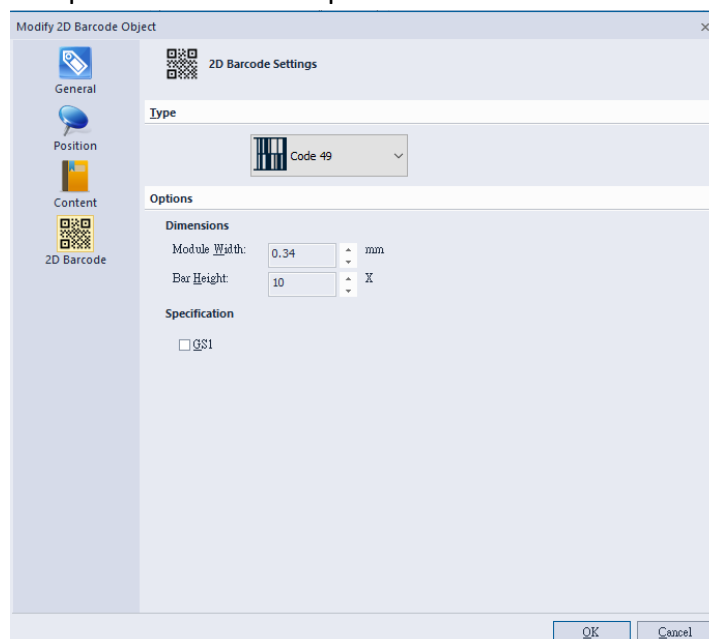 Modify 2D Barcode Object
General
Position
Content
2D Barcode
2D Barcode Settings
Type
Code 49
Options
Dimensions
Module Width: 0.34 mm
Bar Height: 10 X
Specification
GS1
OK Cancel